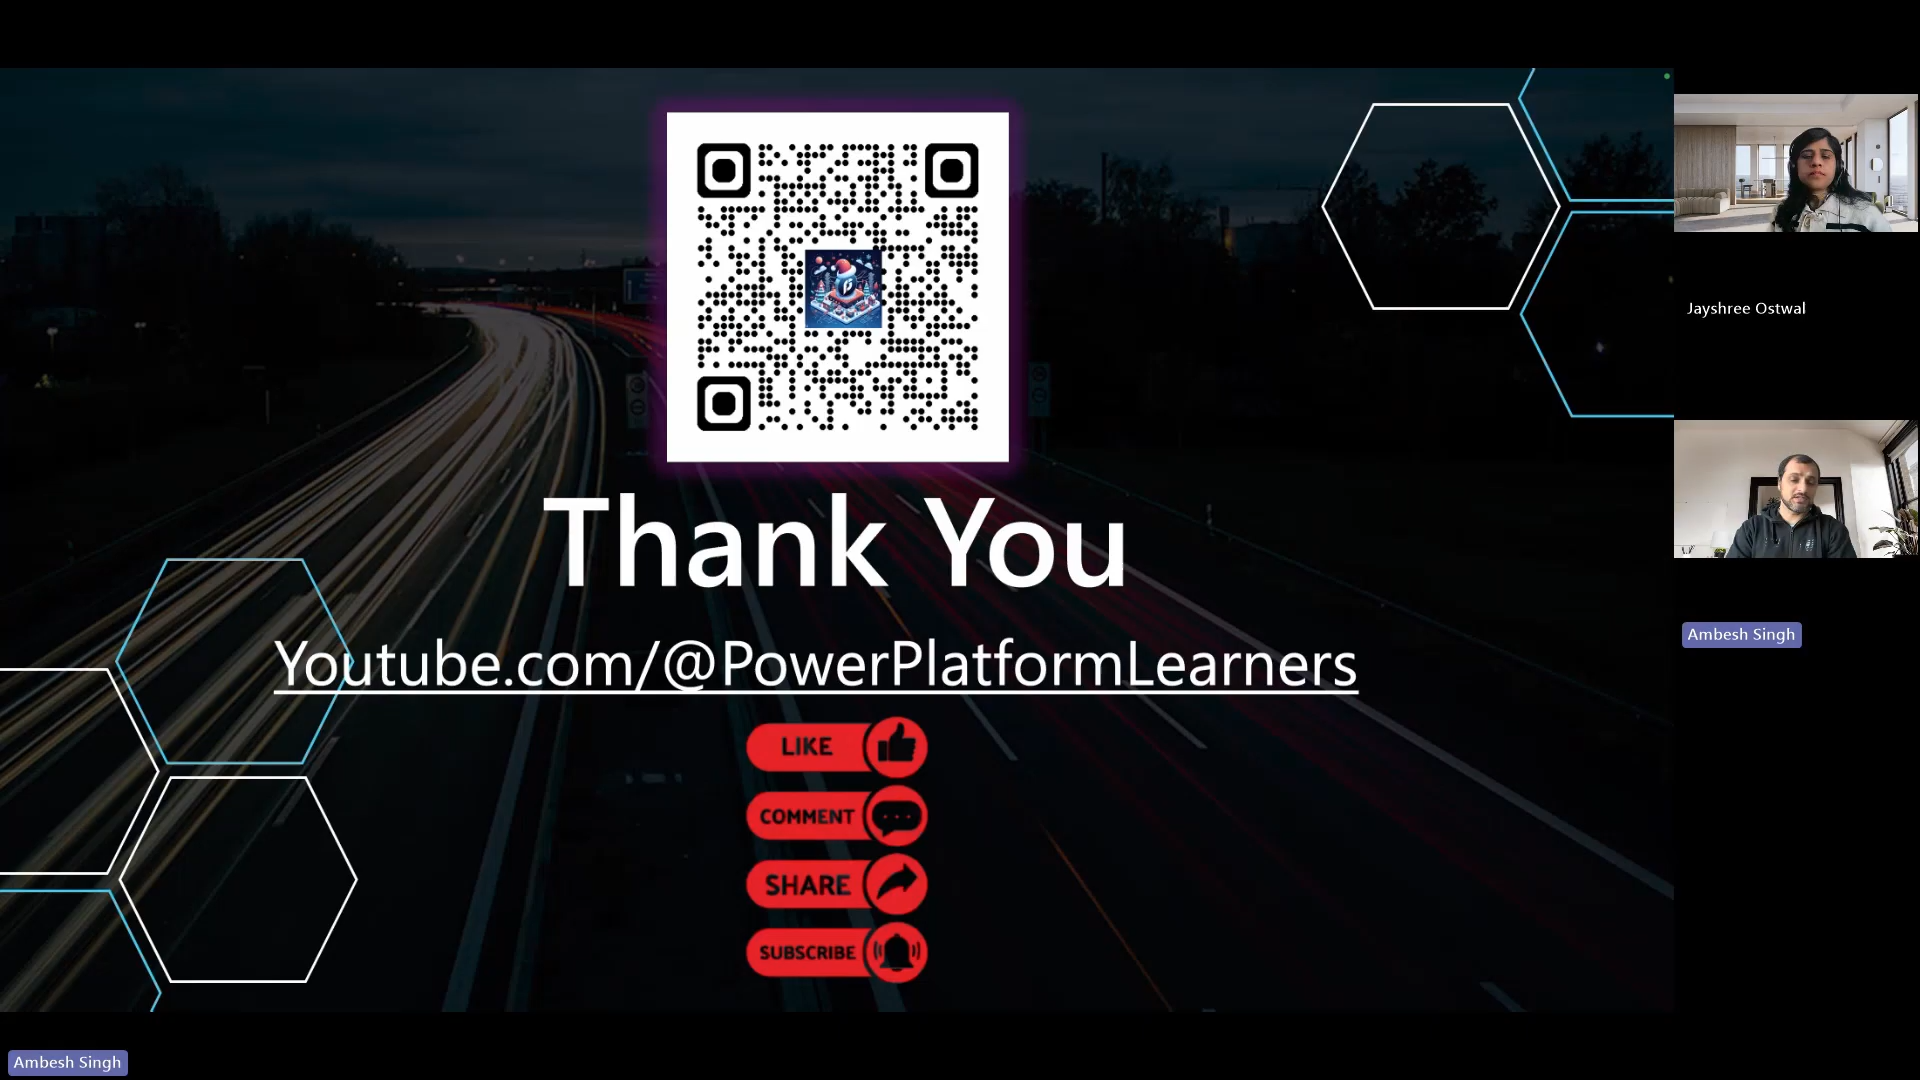 Thank You
Youtube.com/@PowerPlatformLearners
LIKE
COMMENT
SHARE
SUBSCRIBE
Jayshree Ostwal
Ambesh Singh
Ambesh Singh